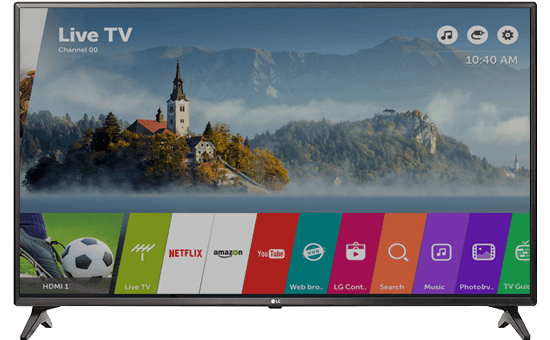 Live TV
Channel 00
10:40 AM
HDMI 1
Live TV
NETFLIX
amazon
YouTube
Web bro..
LG Cont..
Search
Music
Photo&v..
TV Guid
LG